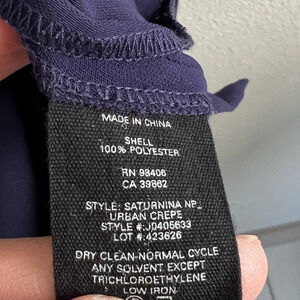 MADE IN CHINA
SHELL
100% POLYESTER
RN 98406
CA 39862
STYLE: SATURNINA NP_
URBAN CREPE
STYLE #:J0405633
LOT #:423626
DRY CLEAN-NORMAL CYCLE
ANY SOLVENT EXCEPT
TRICHLOROETHYLENE
LOW IRON